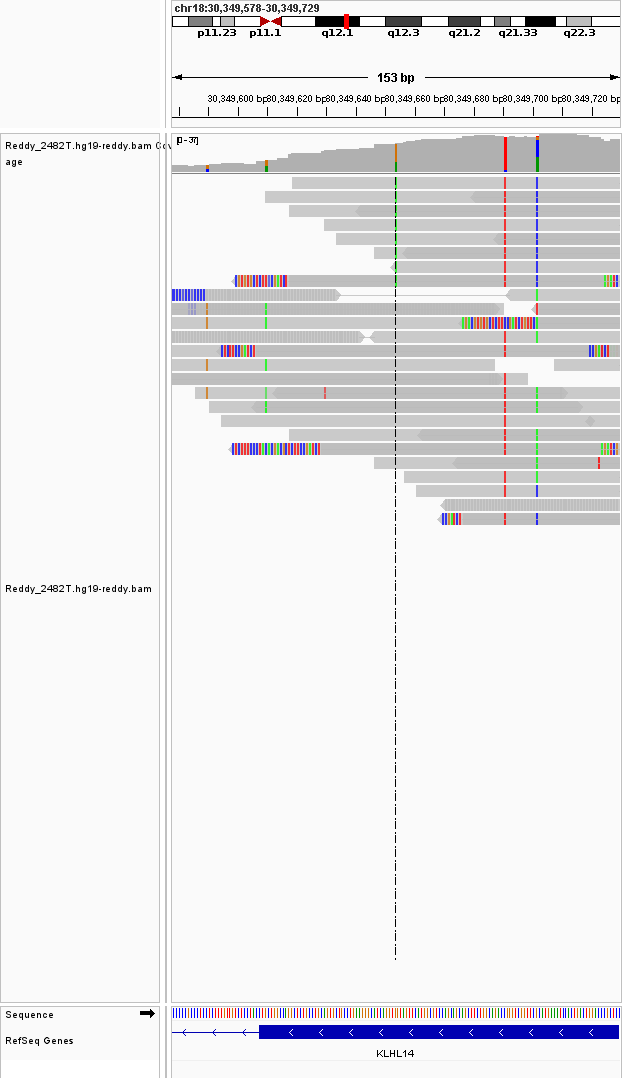 chr18:30,349,578-30,349,729
p11.23 p11.1 q12.1 q12.3 q21.2 q21.33 q22.3
153 bp
30,349,600 bp 30,349,620 bp 30,349,640 bp 30,349,660 bp 30,349,680 bp 30,349,700 bp 30,349,720 bp
Reddy_2482T.hg19-reddy.bam Cov
age
[0 - 37]
Reddy_2482T.hg19-reddy.bam
Sequence
RefSeq Genes
KLHL14